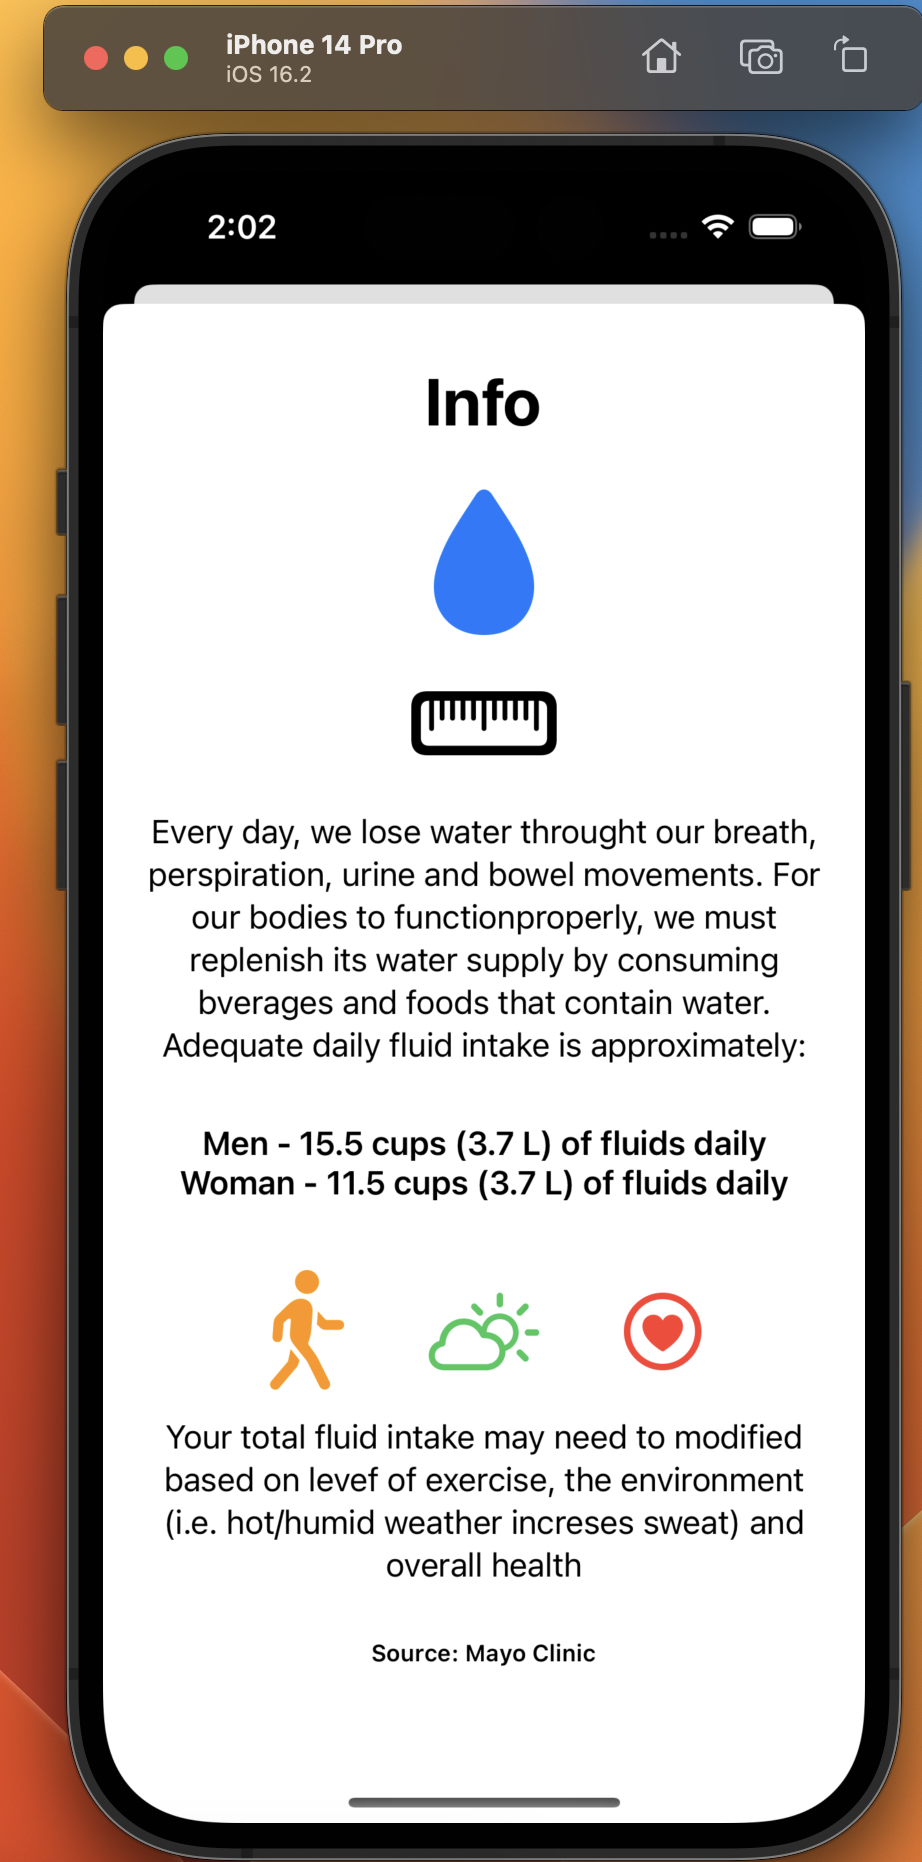 iPhone 14 Pro
iOS 16.2
2:02
Info
Every day, we lose water throught our breath,
perspiration, urine and bowel movements. For
our bodies to functionproperly, we must
replenish its water supply by consuming
bverages and foods that contain water.
Adequate daily fluid intake is approximately:
Men - 15.5 cups (3.7 L) of fluids daily
Woman - 11.5 cups (3.7 L) of fluids daily
Your total fluid intake may need to modified
based on levef of exercise, the environment
(i.e. hot/humid weather increses sweat) and
overall health
Source: Mayo Clinic